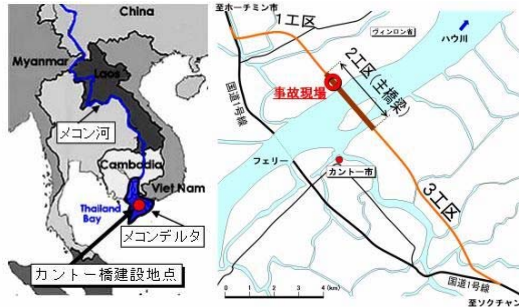 China
Myanmar
Laos
メコン河
Cambodia
Viet Nam
Thailand
Bay
メコンデルタ
カントー橋建設地点
至ホーチミン市
1工区
ヴィンロン省
ハウ川
2工区(主橋梁)
事故現場
国道1号線
フェリー
カントー市
3工区
0
2
4 (km)
国道1号線
至ソクチャン